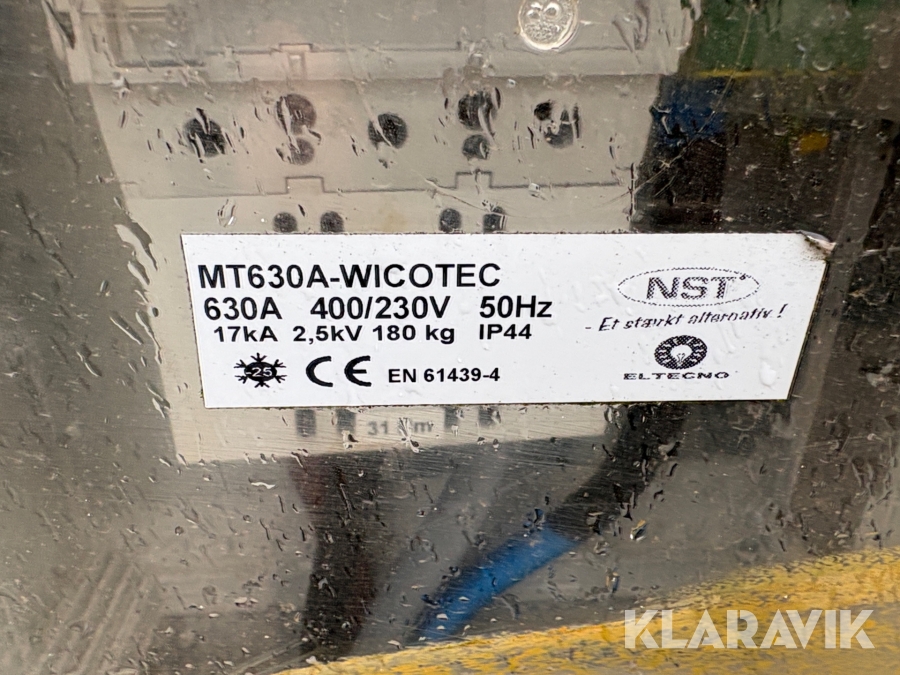 MT630A-WICOTEC
630A 400/230V 50Hz
17kA 2,5kV 180 kg IP44
-25 CE EN 61439-4
NST
- Et stærkt alternativ !
ELTECNO
KLARAVIK